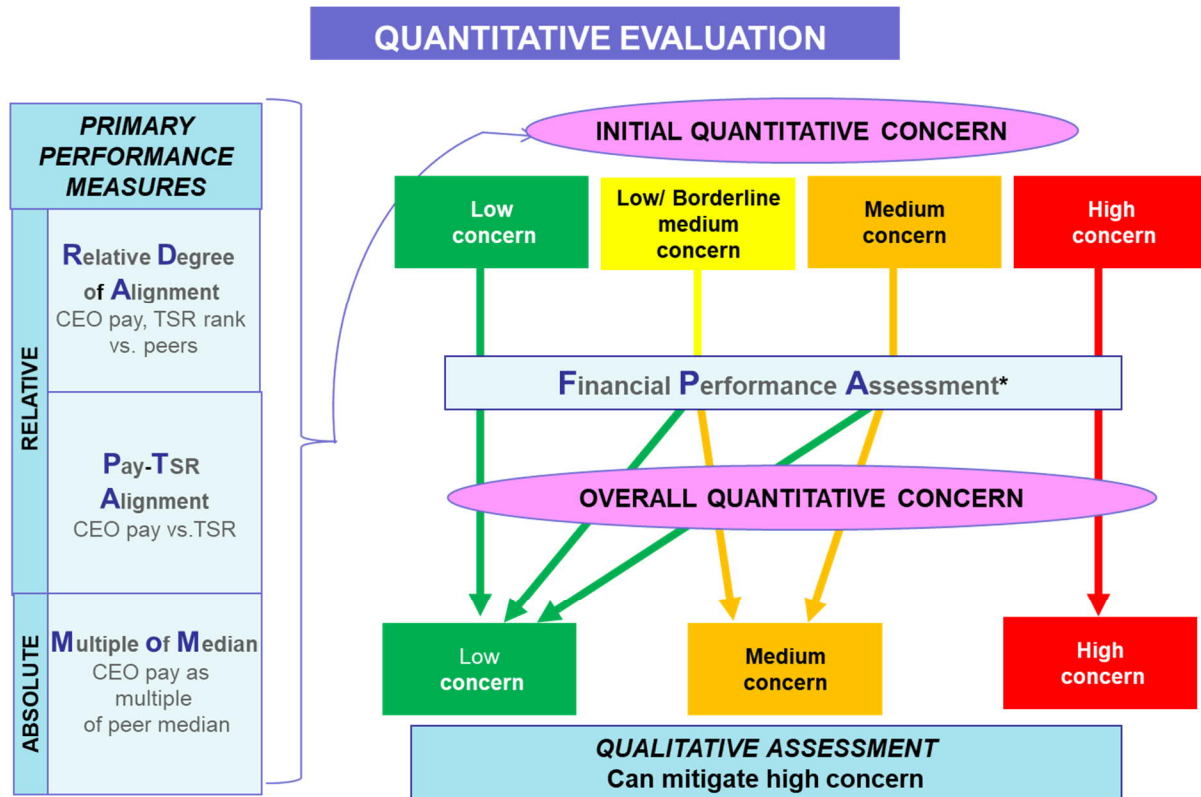 QUANTITATIVE EVALUATION
PRIMARY
PERFORMANCE
MEASURES
RELATIVE
Relative Degree
of Alignment
CEO pay, TSR rank
vs. peers
Pay-TSR
Alignment
CEO pay vs.TSR
ABSOLUTE
Multiple of Median
CEO pay as
multiple
of peer median
INITIAL QUANTITATIVE CONCERN
Low
concern
Low/ Borderline
medium
concern
Medium
concern
High
concern
Financial Performance Assessment*
OVERALL QUANTITATIVE CONCERN
Low
concern
Medium
concern
High
concern
QUALITATIVE ASSESSMENT
Can mitigate high concern